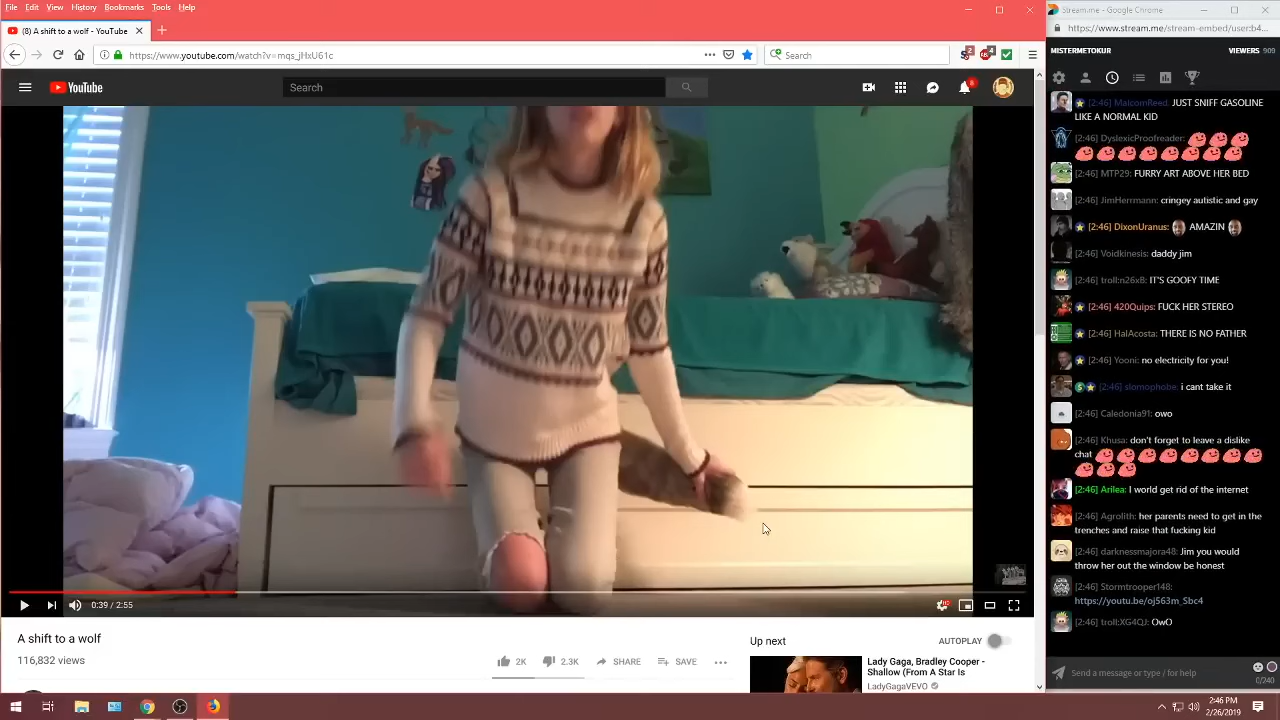 File Edit View History Bookmarks Tools Help
Stream.me - Google Chrome
(8) A shift to a wolf - YouTube
https://www.youtube.com/watch?v=mqs_jHxU61c
Search
https://www.stream.me/stream-embed/user:b4...
MISTERMETOKUR VIEWERS 909
YouTube
Search
8
[2:46] MalcomReed: JUST SNIFF GASOLINE
LIKE A NORMAL KID
[2:46] DyslexicProofreader:
[2:46] MTP29: FURRY ART ABOVE HER BED
[2:46] JimHerrmann: cringey autistic and gay
[2:46] DixonUranus: AMAZIN
[2:46] Voidkinesis: daddy jim
[2:46] troll:n26x8: IT'S GOOFY TIME
[2:46] 420Quips: FUCK HER STEREO
[2:46] HalAcosta: THERE IS NO FATHER
[2:46] Yooni: no electricity for you!
[2:46] slomophobe: i cant take it
[2:46] Caledonia91: owo
[2:46] Khusa: don't forget to leave a dislike
chat
[2:46] Arilea: I world get rid of the internet
[2:46] Agrolith: her parents need to get in the
trenches and raise that fucking kid
[2:46] darknessmajora48: Jim you would
throw her out the window be honest
[2:46] Stormtrooper148:
https://youtu.be/oj563m_Sbc4
[2:46] troll:XG4QJ: OwO
0:39 / 2:55
A shift to a wolf
116,832 views
2K 2.3K SHARE SAVE
Up next AUTOPLAY
Lady Gaga, Bradley Cooper -
Shallow (From A Star Is
LadyGagaVEVO
Send a message or type / for help
0/240
2:46 PM
2/26/2019